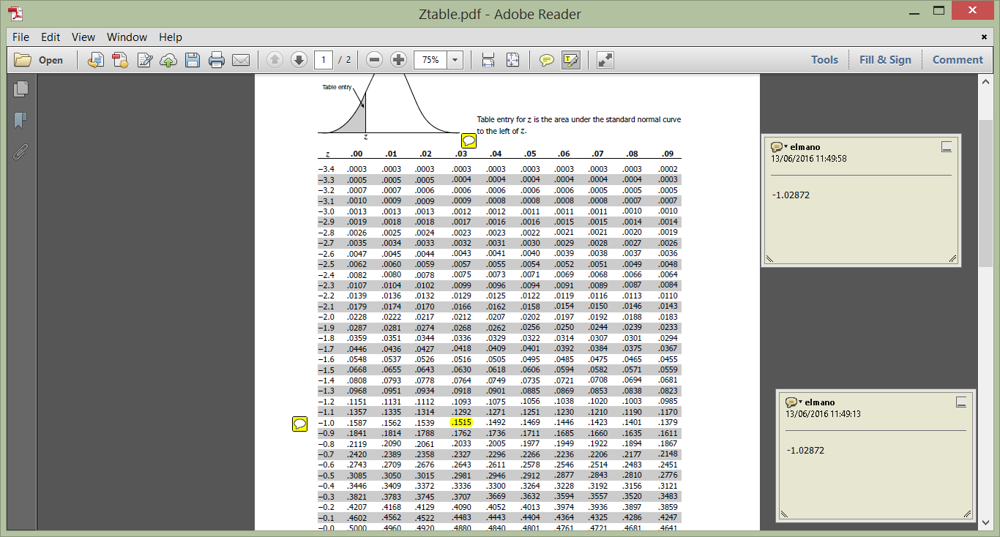 Ztable.pdf - Adobe Reader
File Edit View Window Help
Open 1 / 2 75% Tools Fill & Sign Comment
Table entry
Table entry for z is the area under the standard normal curve
to the left of z.
z
z .00 .01 .02 .03 .04 .05 .06 .07 .08 .09
−3.4 .0003 .0003 .0003 .0003 .0003 .0003 .0003 .0003 .0003 .0002
−3.3 .0005 .0005 .0005 .0004 .0004 .0004 .0004 .0004 .0004 .0003
−3.2 .0007 .0007 .0006 .0006 .0006 .0006 .0006 .0005 .0005 .0005
−3.1 .0010 .0009 .0009 .0009 .0008 .0008 .0008 .0008 .0007 .0007
−3.0 .0013 .0013 .0013 .0012 .0012 .0011 .0011 .0011 .0010 .0010
−2.9 .0019 .0018 .0018 .0017 .0016 .0016 .0015 .0015 .0014 .0014
−2.8 .0026 .0025 .0024 .0023 .0023 .0022 .0021 .0021 .0020 .0019
−2.7 .0035 .0034 .0033 .0032 .0031 .0030 .0029 .0028 .0027 .0026
−2.6 .0047 .0045 .0044 .0043 .0041 .0040 .0039 .0038 .0037 .0036
−2.5 .0062 .0060 .0059 .0057 .0055 .0054 .0052 .0051 .0049 .0048
−2.4 .0082 .0080 .0078 .0075 .0073 .0071 .0069 .0068 .0066 .0064
−2.3 .0107 .0104 .0102 .0099 .0096 .0094 .0091 .0089 .0087 .0084
−2.2 .0139 .0136 .0132 .0129 .0125 .0122 .0119 .0116 .0113 .0110
−2.1 .0179 .0174 .0170 .0166 .0162 .0158 .0154 .0150 .0146 .0143
−2.0 .0228 .0222 .0217 .0212 .0207 .0202 .0197 .0192 .0188 .0183
−1.9 .0287 .0281 .0274 .0268 .0262 .0256 .0250 .0244 .0239 .0233
−1.8 .0359 .0351 .0344 .0336 .0329 .0322 .0314 .0307 .0301 .0294
−1.7 .0446 .0436 .0427 .0418 .0409 .0401 .0392 .0384 .0375 .0367
−1.6 .0548 .0537 .0526 .0516 .0505 .0495 .0485 .0475 .0465 .0455
−1.5 .0668 .0655 .0643 .0630 .0618 .0606 .0594 .0582 .0571 .0559
−1.4 .0808 .0793 .0778 .0764 .0749 .0735 .0721 .0708 .0694 .0681
−1.3 .0968 .0951 .0934 .0918 .0901 .0885 .0869 .0853 .0838 .0823
−1.2 .1151 .1131 .1112 .1093 .1075 .1056 .1038 .1020 .1003 .0985
−1.1 .1357 .1335 .1314 .1292 .1271 .1251 .1230 .1210 .1190 .1170
−1.0 .1587 .1562 .1539 .1515 .1492 .1469 .1446 .1423 .1401 .1379
−0.9 .1841 .1814 .1788 .1762 .1736 .1711 .1685 .1660 .1635 .1611
−0.8 .2119 .2090 .2061 .2033 .2005 .1977 .1949 .1922 .1894 .1867
−0.7 .2420 .2389 .2358 .2327 .2296 .2266 .2236 .2206 .2177 .2148
−0.6 .2743 .2709 .2676 .2643 .2611 .2578 .2546 .2514 .2483 .2451
−0.5 .3085 .3050 .3015 .2981 .2946 .2912 .2877 .2843 .2810 .2776
−0.4 .3446 .3409 .3372 .3336 .3300 .3264 .3228 .3192 .3156 .3121
−0.3 .3821 .3783 .3745 .3707 .3669 .3632 .3594 .3557 .3520 .3483
−0.2 .4207 .4168 .4129 .4090 .4052 .4013 .3974 .3936 .3897 .3859
−0.1 .4602 .4562 .4522 .4483 .4443 .4404 .4364 .4325 .4286 .4247
−0.0 .5000 .4960 .4920 .4880 .4840 .4801 .4761 .4721 .4681 .4641
elmano
13/06/2016 11:49:58
-1.02872
elmano
13/06/2016 11:49:13
-1.02872